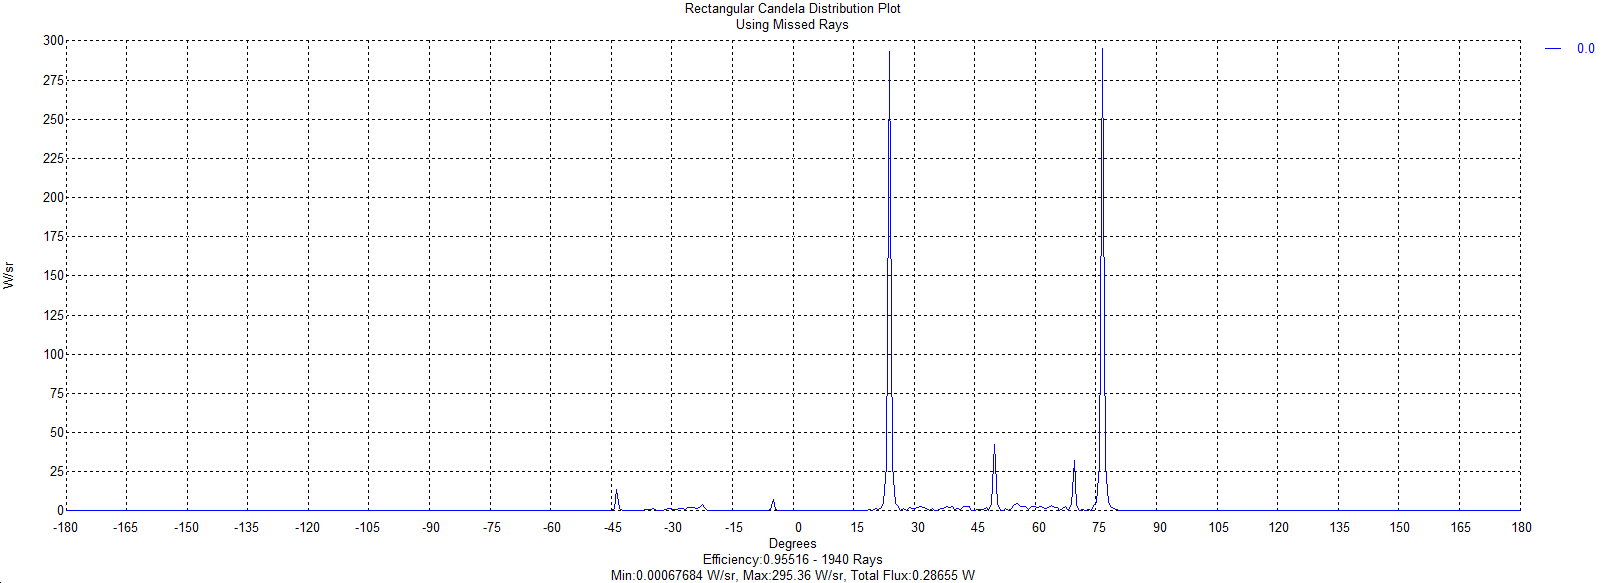 Rectangular Candela Distribution Plot
Using Missed Rays
0.0
300
275
250
225
200
175
150
125
100
75
50
25
0
W/sr
-180 -165 -150 -135 -120 -105 -90 -75 -60 -45 -30 -15 0 15 30 45 60 75 90 105 120 135 150 165 180
Degrees
Efficiency:0.95516 - 1940 Rays
Min:0.00067684 W/sr, Max:295.36 W/sr, Total Flux:0.28655 W